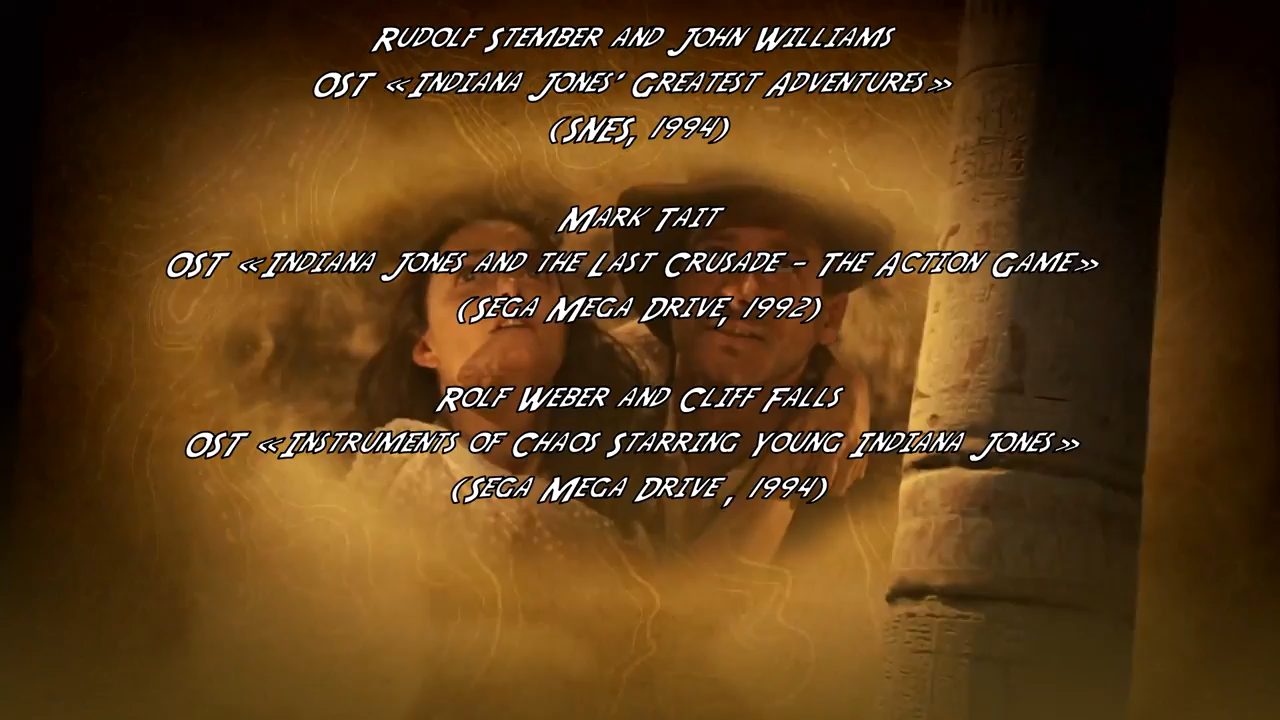 Rudolf Stember and John Williams
OST «Indiana Jones' Greatest Adventures»
(SNES, 1994)
Mark Tait
OST «Indiana Jones and the Last Crusade – The Action Game»
(Sega Mega Drive, 1992)
Rolf Weber and Cliff Falls
OST «Instruments of Chaos Starring Young Indiana Jones»
(Sega Mega Drive , 1994)